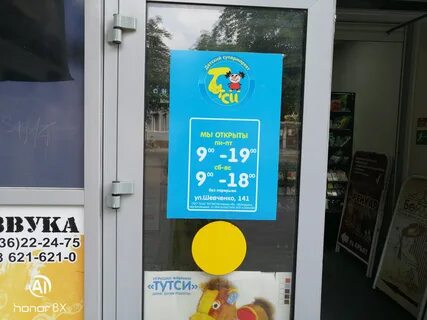 Детский супермаркет
Тутси
МЫ ОТКРЫТЫ
пн-пт
9⁰⁰ -19⁰⁰
сб-вс
9⁰⁰ -18⁰⁰
без перерыва
ул.Шевченко, 141
ЗВУКА
36)22-24-75
621-621-0
«ТУТСИ»
AI
honor 8X